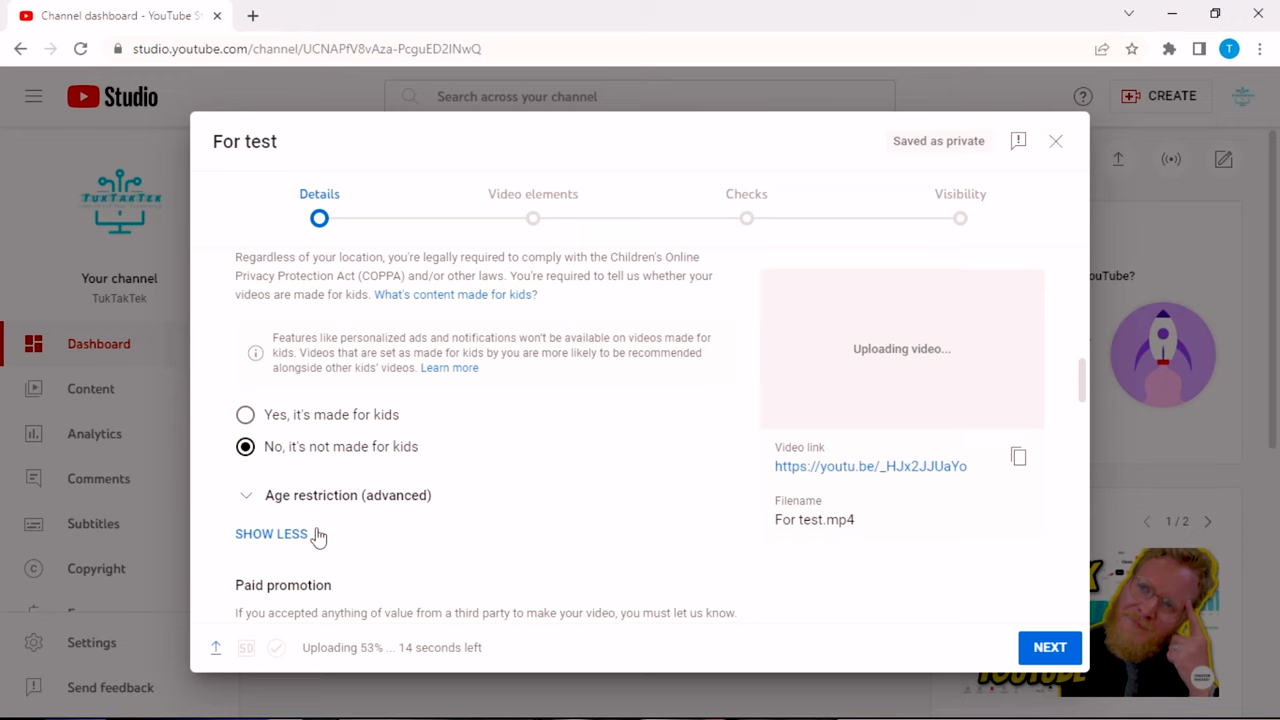 Channel dashboard - YouTube S
studio.youtube.com/channel/UCNAPfV8vAza-PcguED2INwQ
T
Studio
Search across your channel
CREATE
For test
Saved as private
Details
Video elements
Checks
Visibility
TUKTAKTEK
Your channel
TukTakTek
Dashboard
Content
Analytics
Comments
Subtitles
Copyright
Settings
Send feedback
Regardless of your location, you're legally required to comply with the Children's Online
Privacy Protection Act (COPPA) and/or other laws. You're required to tell us whether your
videos are made for kids. What's content made for kids?
Features like personalized ads and notifications won't be available on videos made for
kids. Videos that are set as made for kids by you are more likely to be recommended
alongside other kids' videos. Learn more
Yes, it's made for kids
No, it's not made for kids
Age restriction (advanced)
SHOW LESS
Paid promotion
If you accepted anything of value from a third party to make your video, you must let us know.
Uploading video...
Video link
https://youtu.be/_HJx2JJUaYo
Filename
For test.mp4
SD
Uploading 53% ... 14 seconds left
NEXT
ouTube?
1 / 2